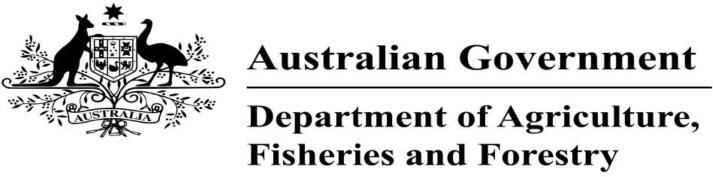 Australian Government
Department of Agriculture,
Fisheries and Forestry
AUSTRALIA